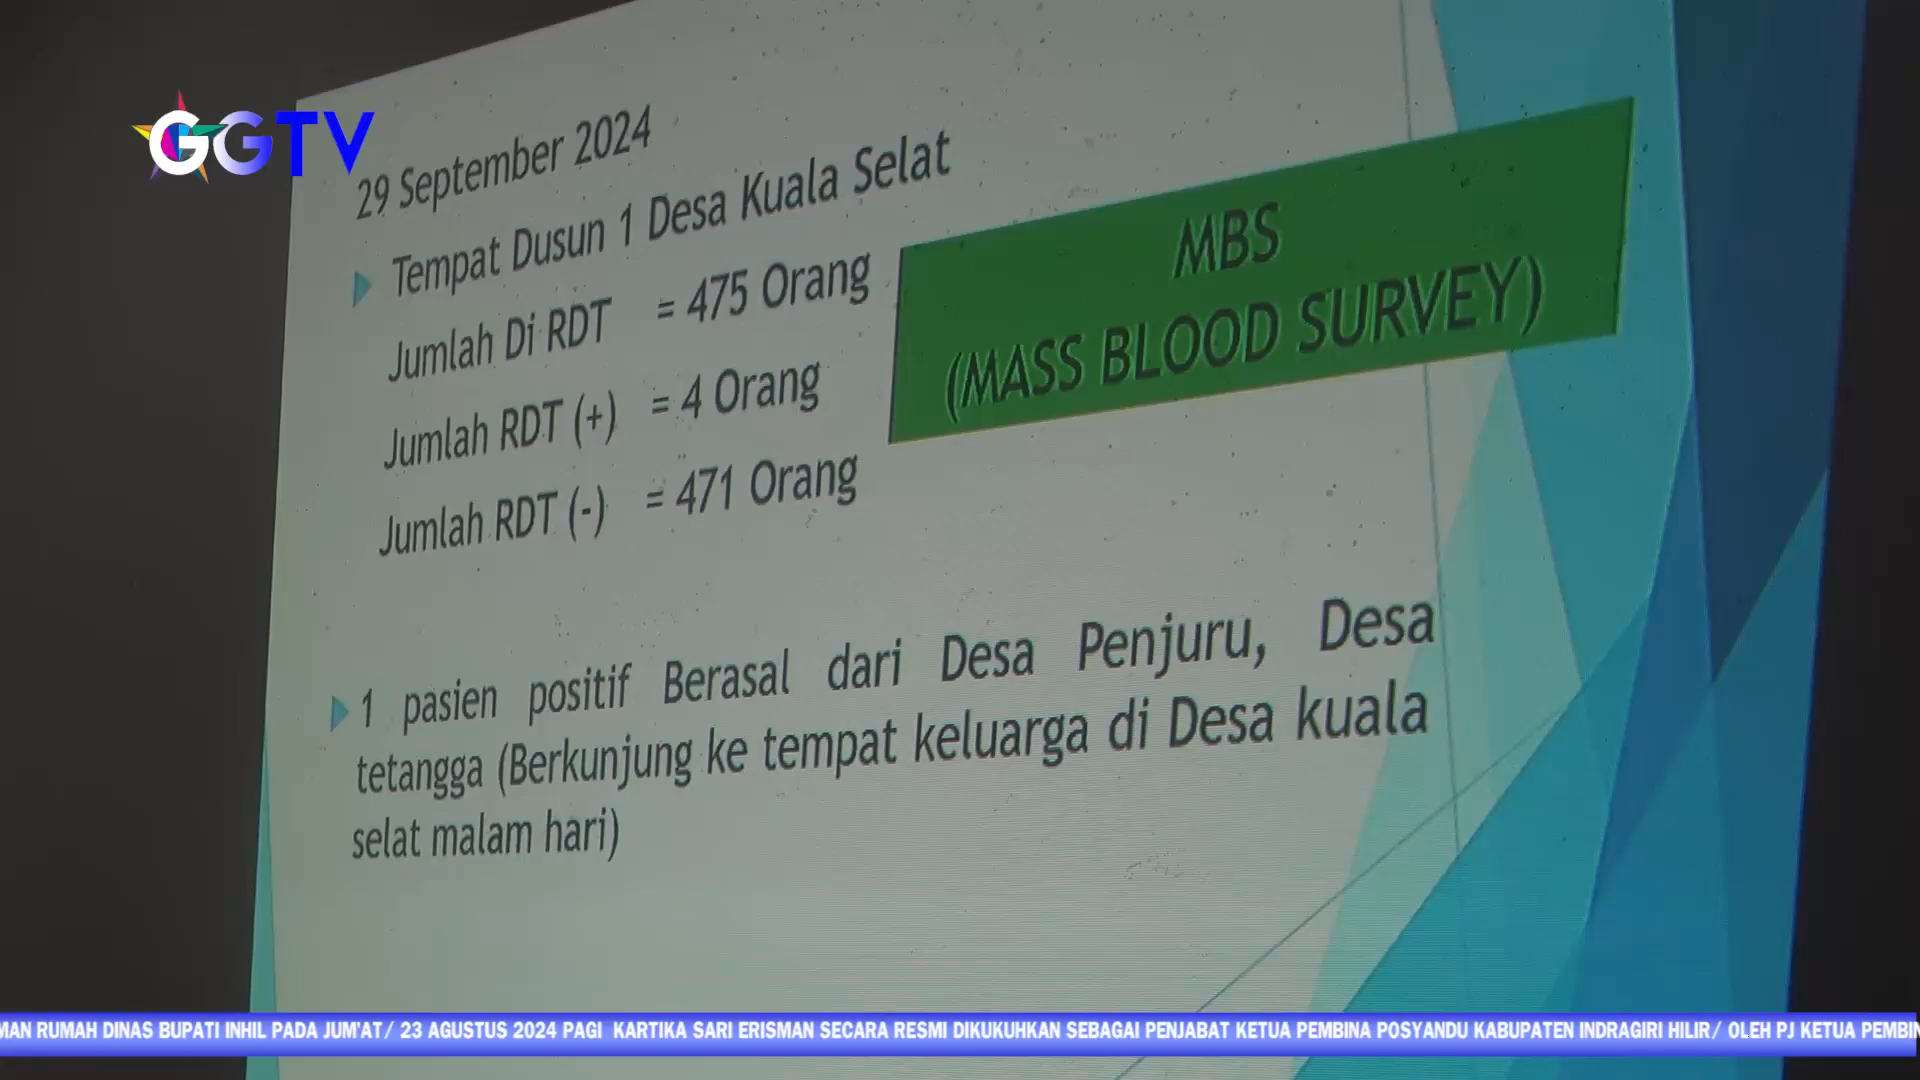 GGTV
29 September 2024
Tempat Dusun 1 Desa Kuala Selat
Jumlah Di RDT = 475 Orang
Jumlah RDT (+) = 4 Orang
Jumlah RDT (-) = 471 Orang
MBS
(MASS BLOOD SURVEY)
1 pasien positif Berasal dari Desa Penjuru, Desa
tetangga (Berkunjung ke tempat keluarga di Desa kuala
selat malam hari)
MAN RUMAH DINAS BUPATI INHIL PADA JUM'AT/ 23 AGUSTUS 2024 PAGI KARTIKA SARI ERISMAN SECARA RESMI DIKUKUHKAN SEBAGAI PENJABAT KETUA PEMBINA POSYANDU KABUPATEN INDRAGIRI HILIR/ OLEH PJ KETUA PEMBIN